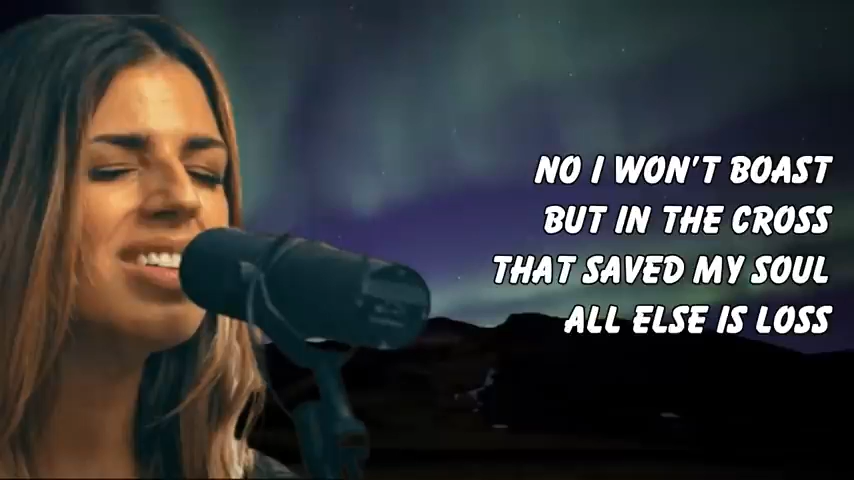 NO I WON'T BOAST
BUT IN THE CROSS
THAT SAVED MY SOUL
ALL ELSE IS LOSS